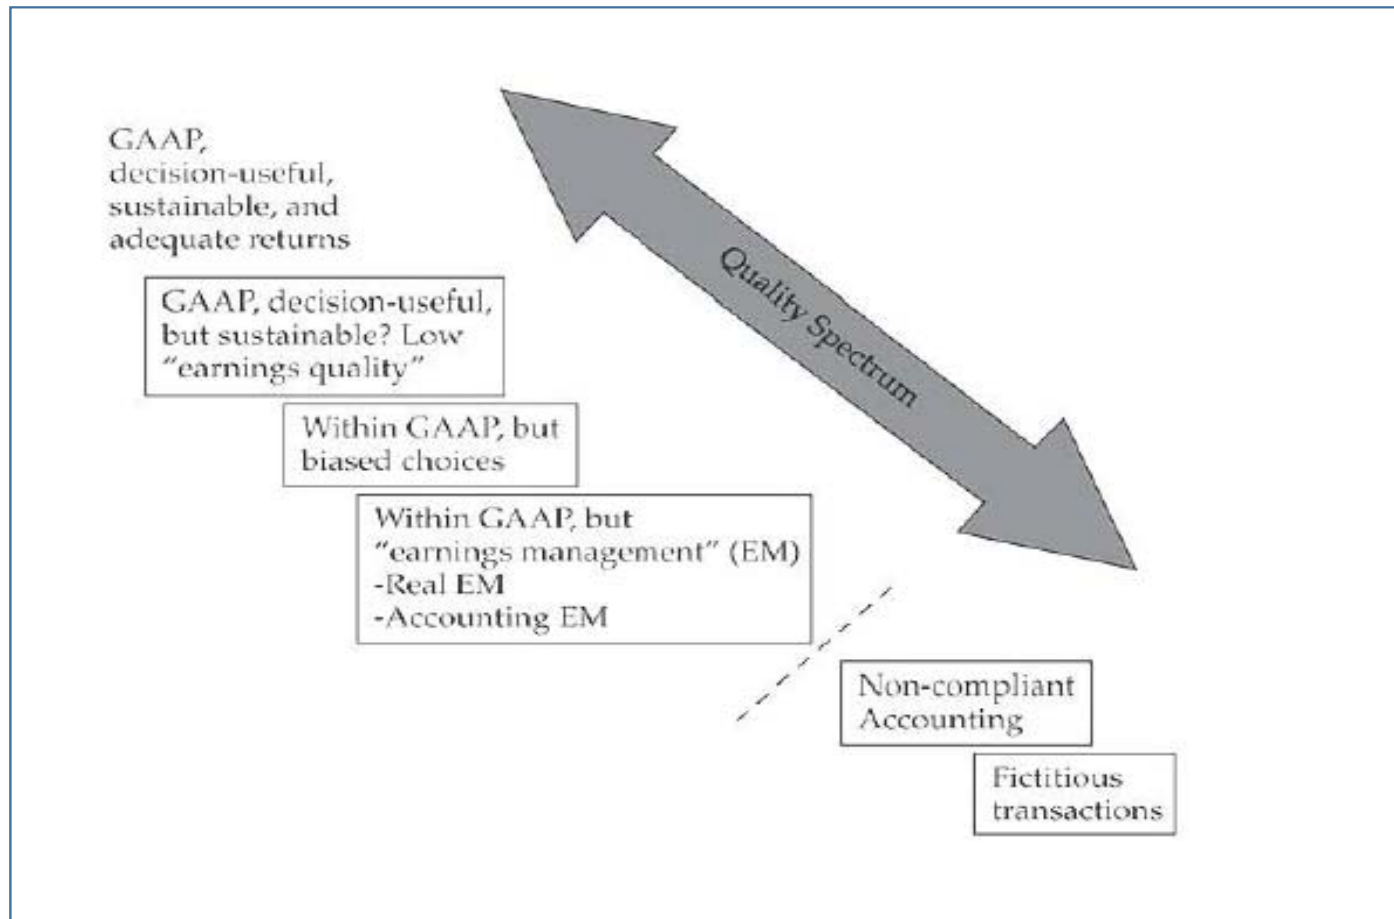 GAAP,
decision-useful,
sustainable, and
adequate returns
GAAP, decision-useful,
but sustainable? Low
“earnings quality”
Within GAAP, but
biased choices
Within GAAP, but
“earnings management” (EM)
-Real EM
-Accounting EM
Quality Spectrum
Non-compliant
Accounting
Fictitious
transactions